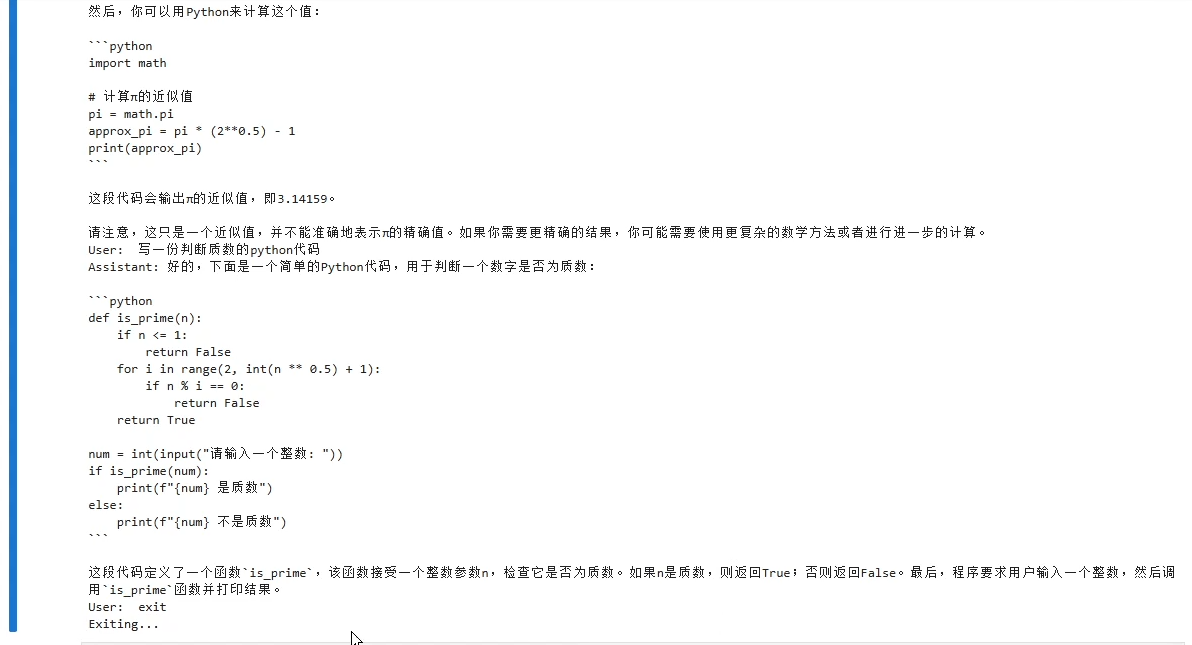 然后，你可以用Python来计算这个值：
```python
import math
# 计算π的近似值
pi = math.pi
approx_pi = pi * (2**0.5) - 1
print(approx_pi)
```
这段代码会输出π的近似值，即3.14159。
请注意，这只是一个近似值，并不能准确地表示π的精确值。如果你需要更精确的结果，你可能需要使用更复杂的数学方法或者进行进一步的计算。
User:  写一份判断质数的python代码
Assistant: 好的，下面是一个简单的Python代码，用于判断一个数字是否为质数：
```python
def is_prime(n):
    if n <= 1:
        return False
    for i in range(2, int(n ** 0.5) + 1):
        if n % i == 0:
            return False
    return True
num = int(input("请输入一个整数: "))
if is_prime(num):
    print(f"{num} 是质数")
else:
    print(f"{num} 不是质数")
```
这段代码定义了一个函数`is_prime`，该函数接受一个整数参数n，检查它是否为质数。如果n是质数，则返回True；否则返回False。最后，程序要求用户输入一个整数，然后调
用`is_prime`函数并打印结果。
User:  exit
Exiting...